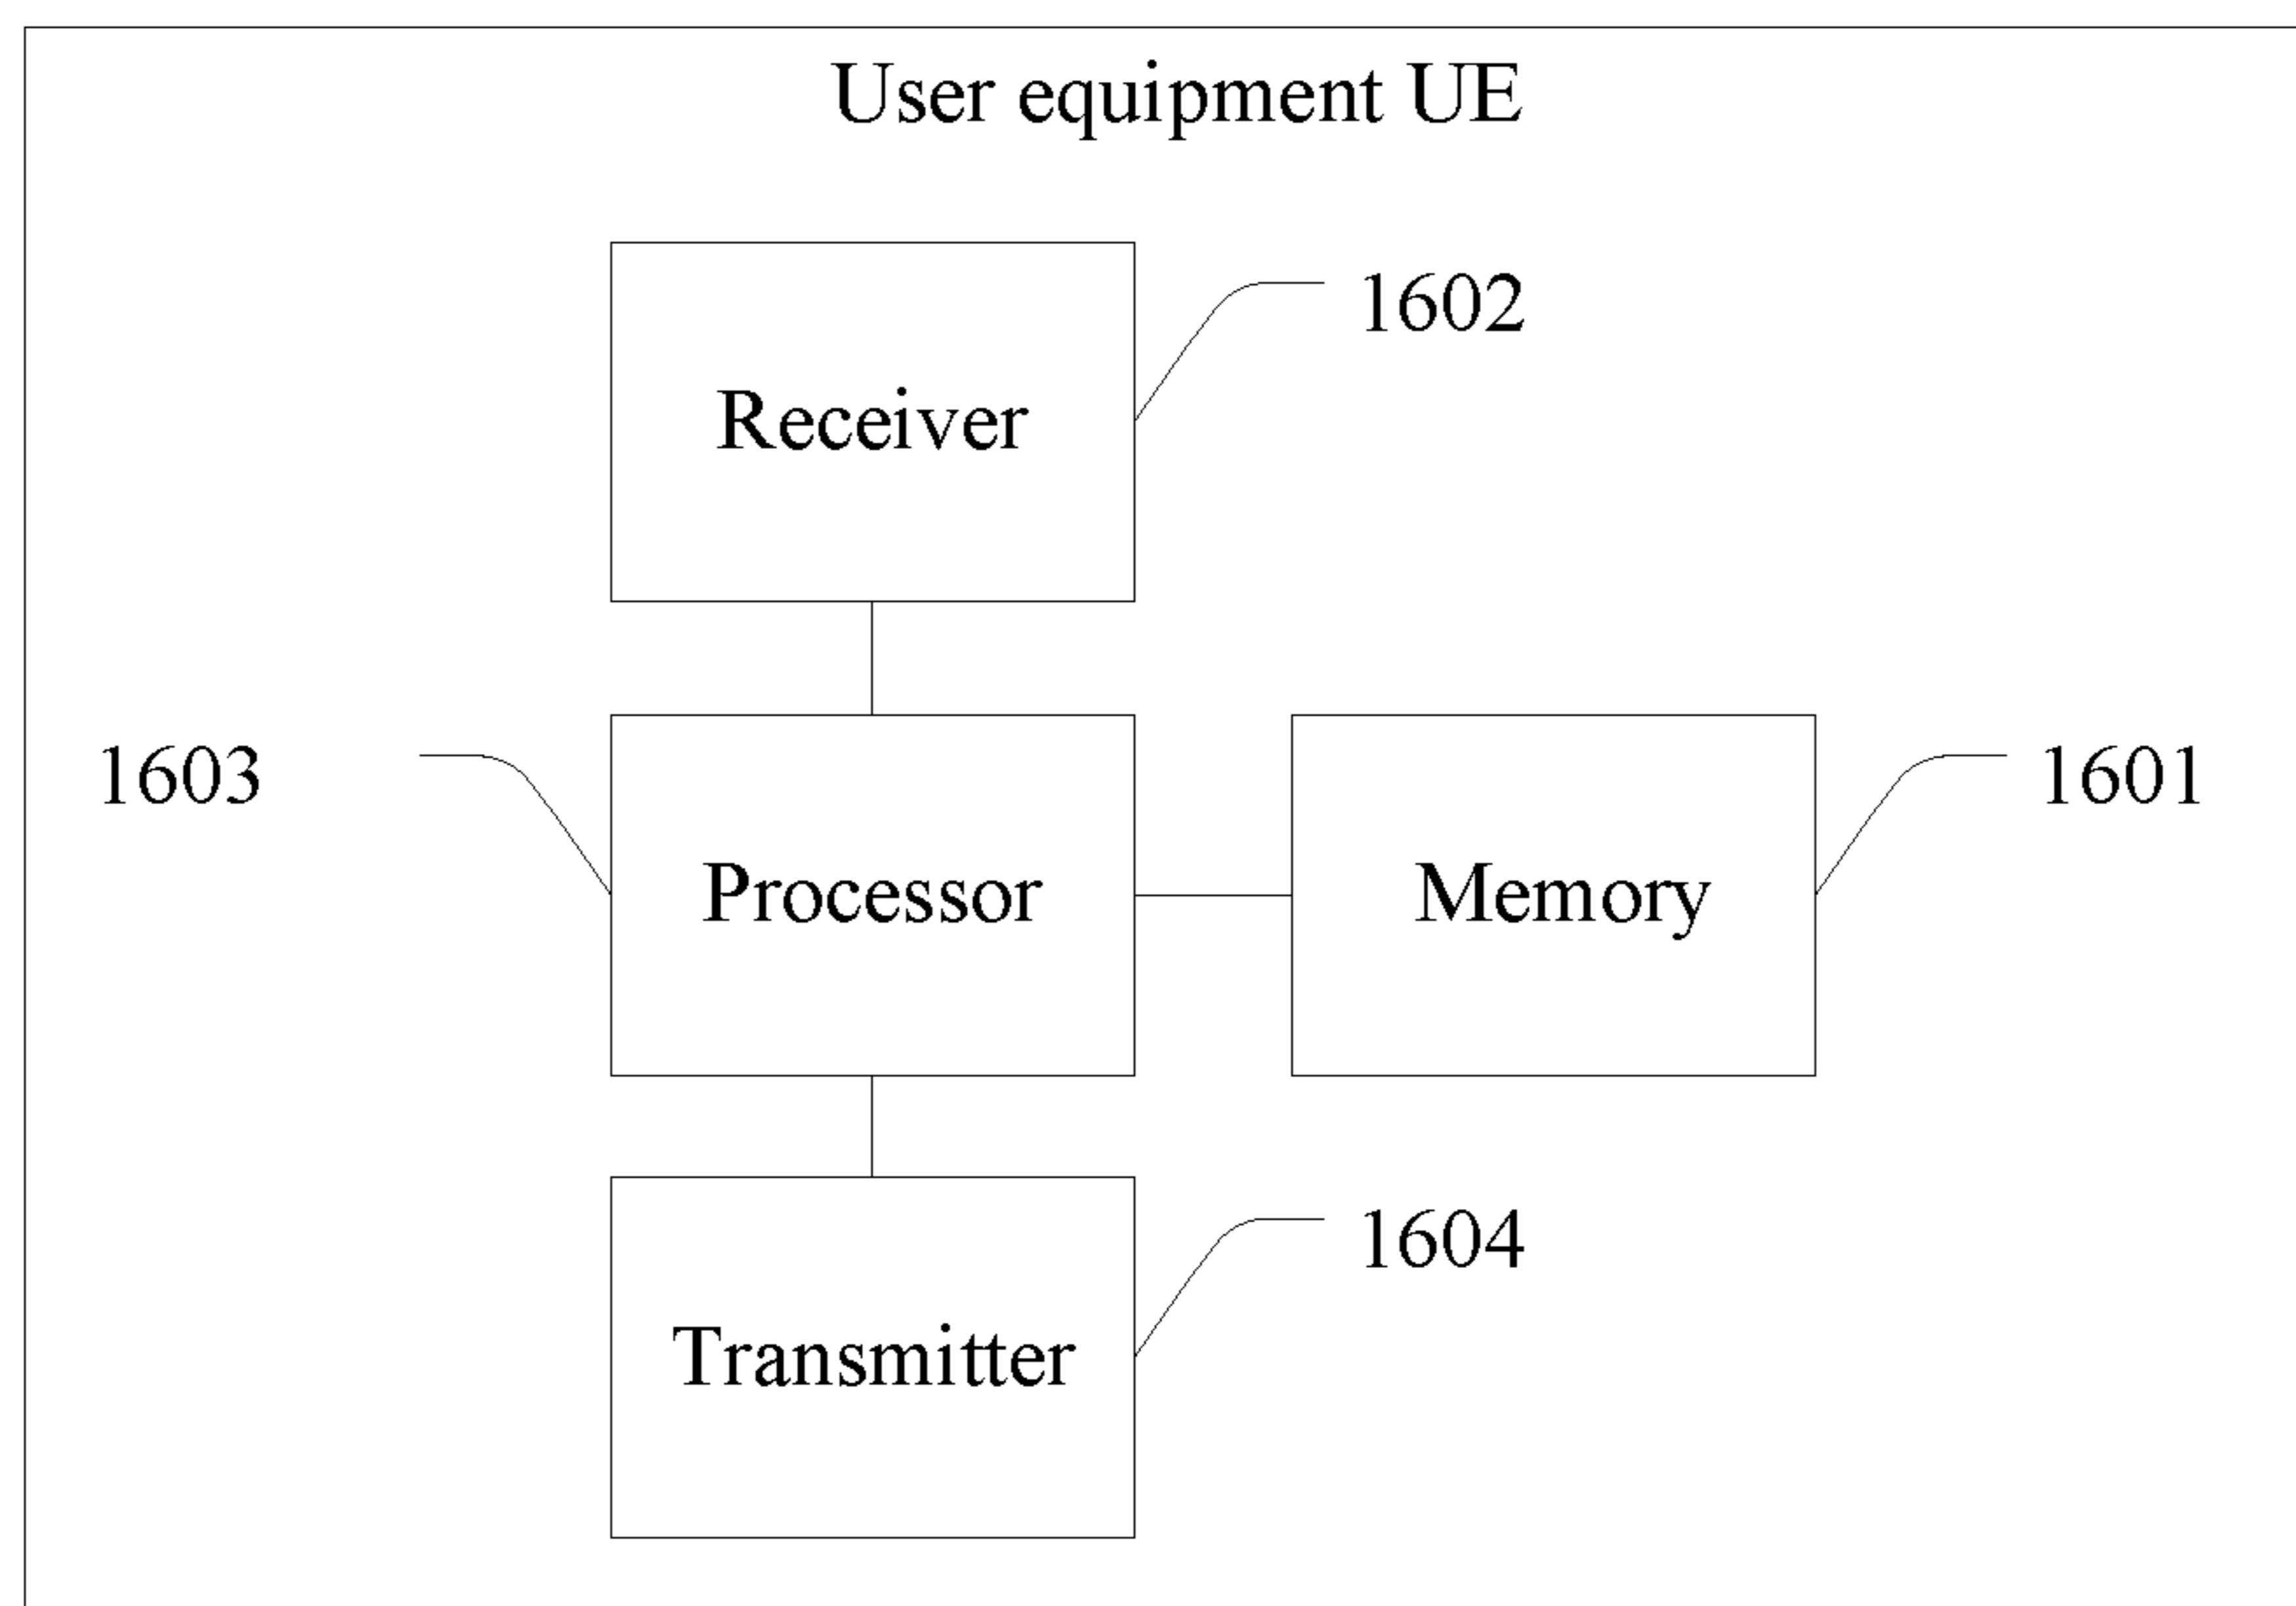 User equipment UE
1602
Receiver
1603
1601
Processor
Memory
1604
Transmitter